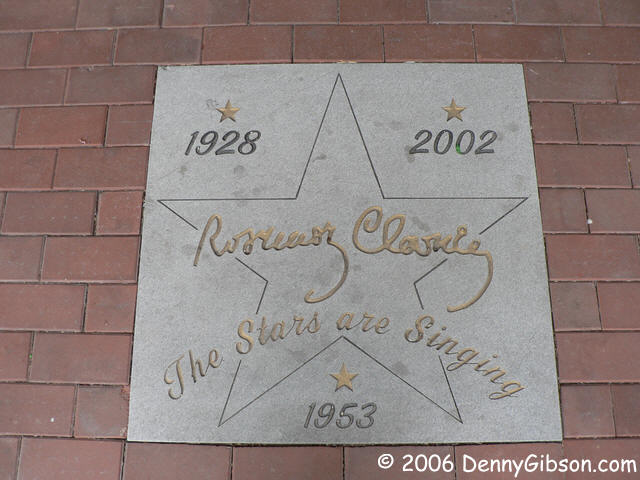 1928 2002
Rosemary Clooney
The Stars are Singing
1953
© 2006 DennyGibson.com